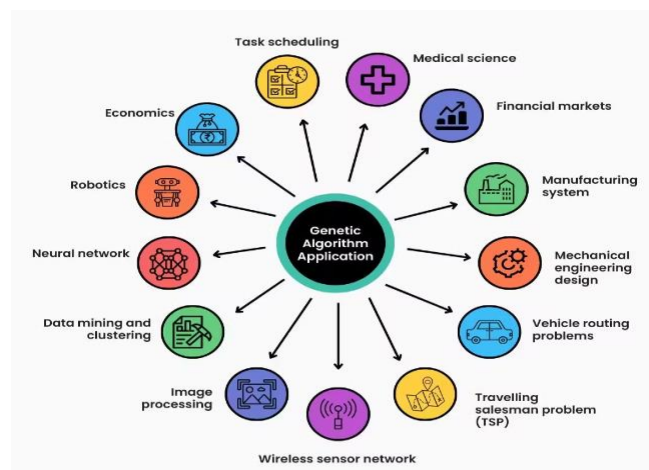 Task scheduling
Medical science
Economics
Financial markets
Robotics
Manufacturing
system
Genetic
Algorithm
Application
Neural network
Mechanical
engineering
design
Data mining and
clustering
Vehicle routing
problems
Image
processing
Travelling
salesman problem
(TSP)
Wireless sensor network